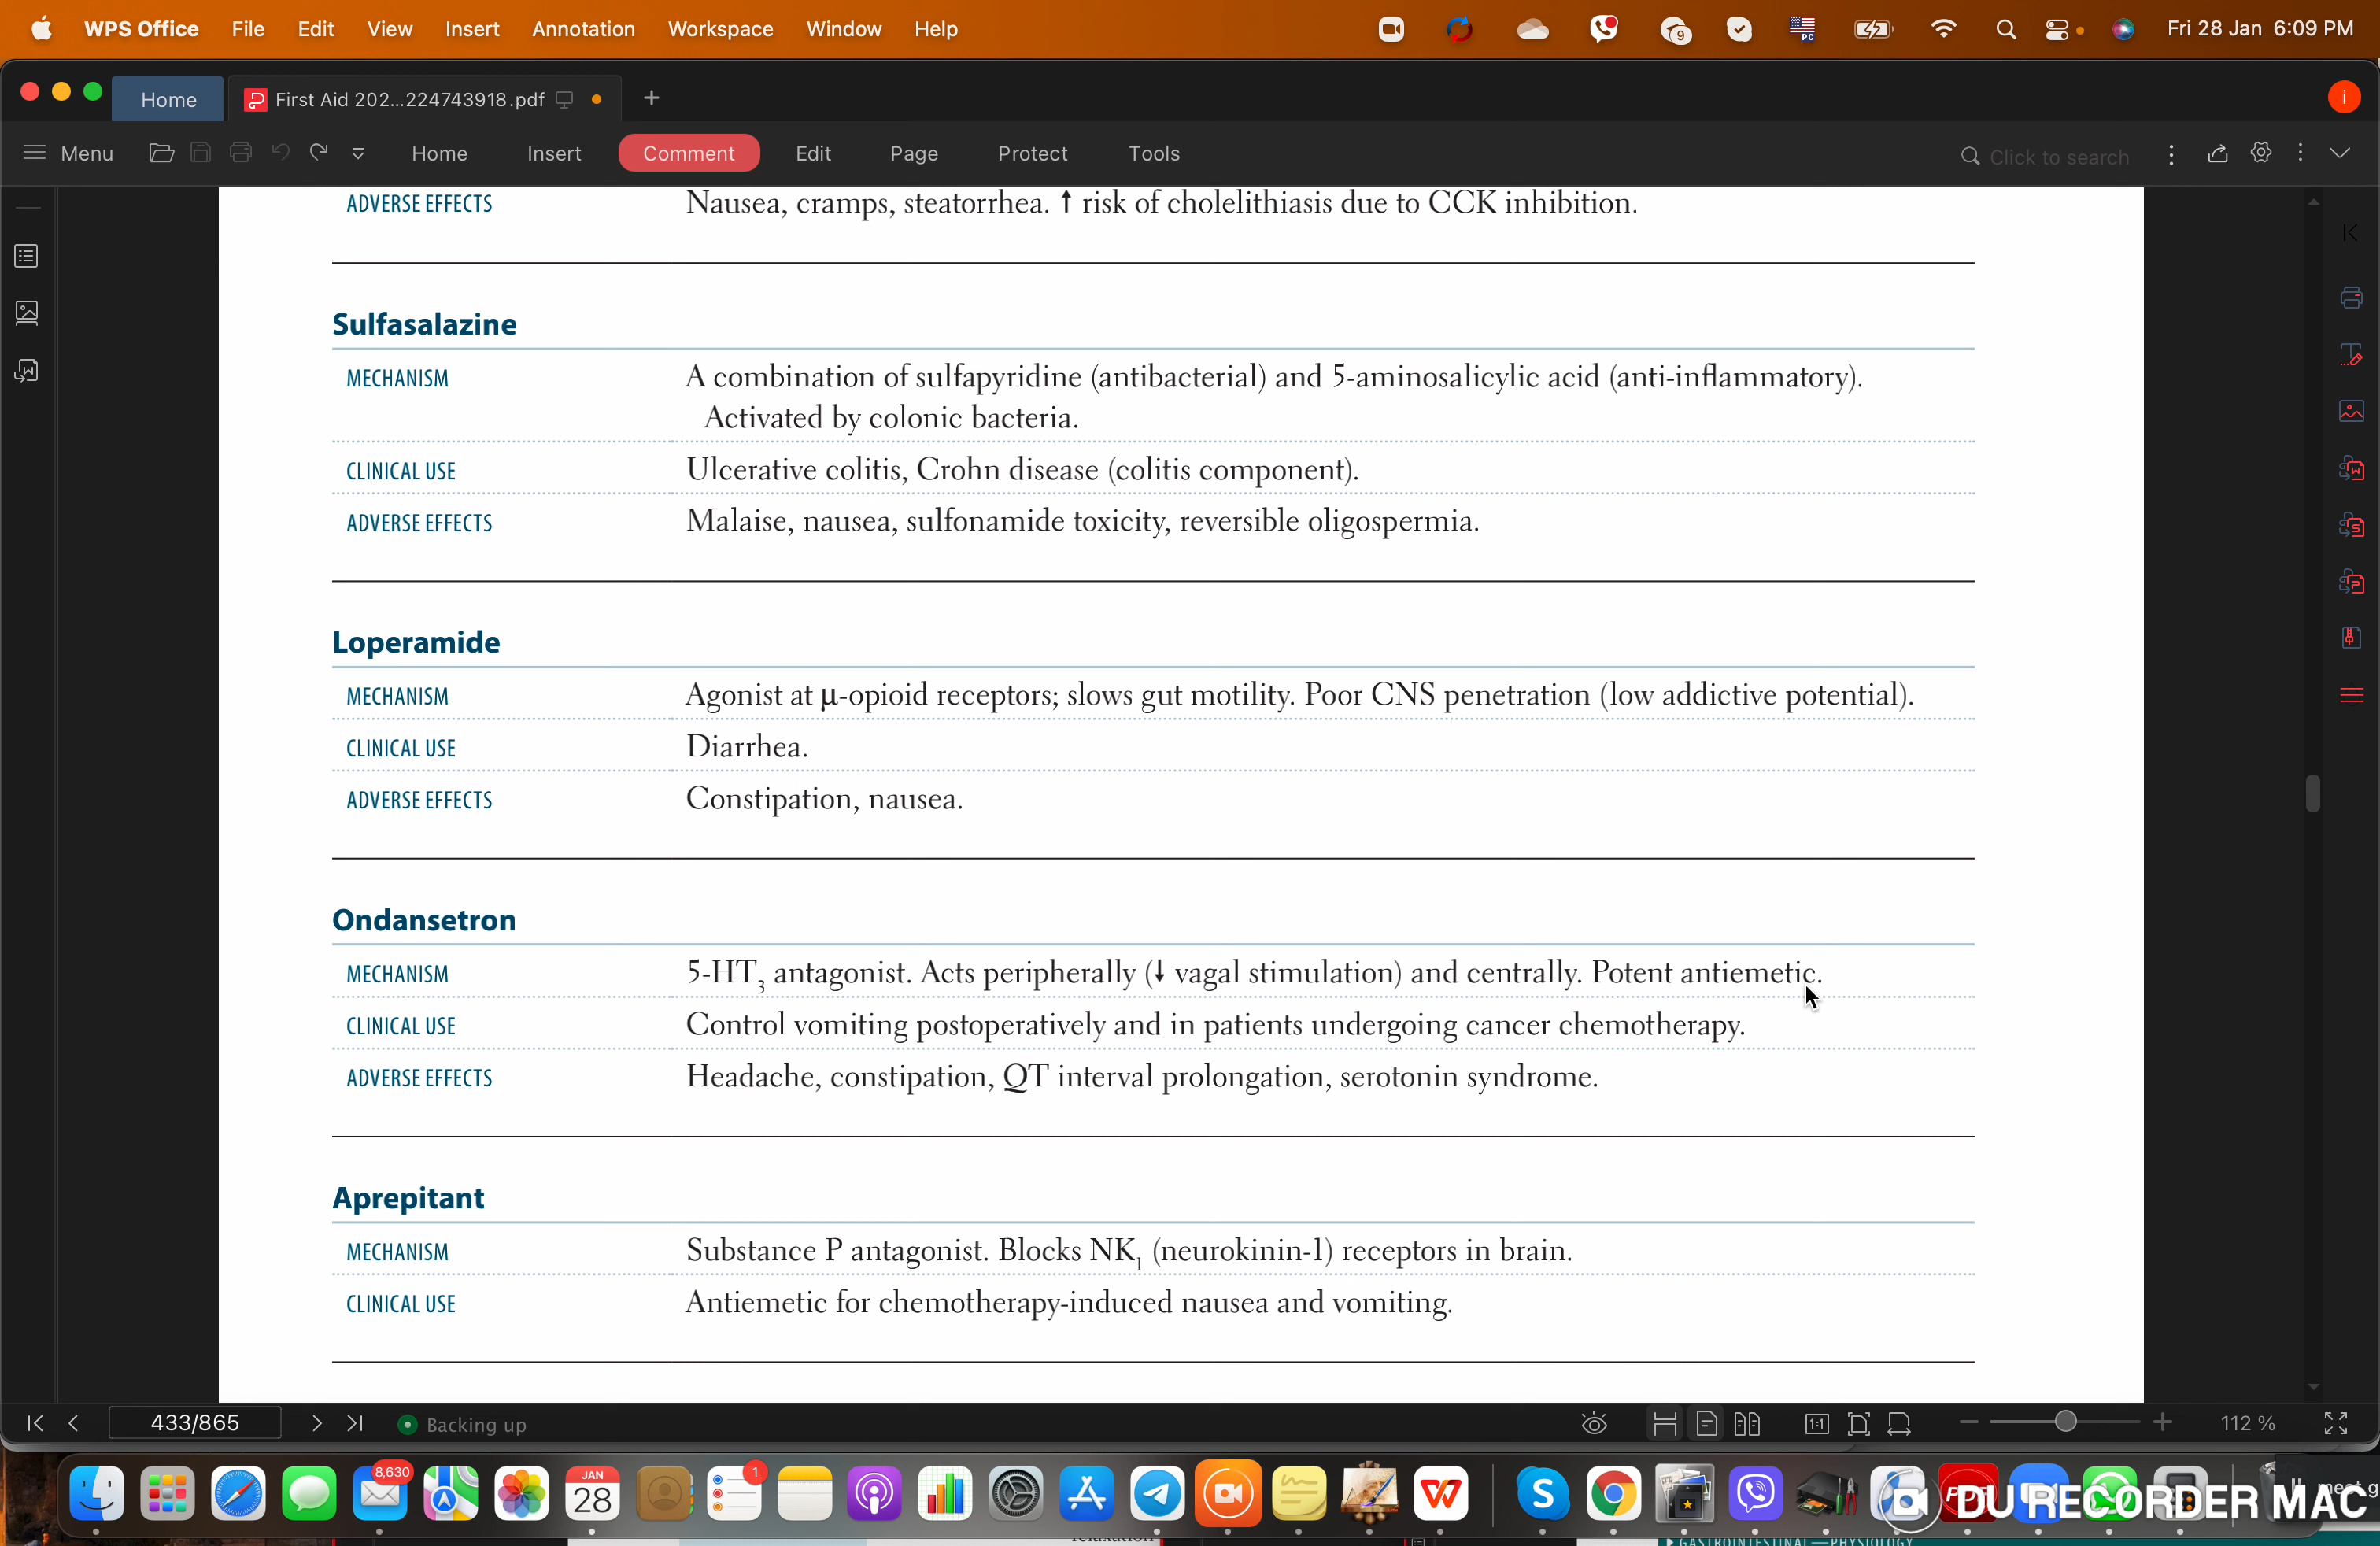 WPS Office File Edit View Insert Annotation Workspace Window Help 9 PC Fri 28 Jan 6:09 PM
Home First Aid 202...224743918.pdf + i
Menu Home Insert Comment Edit Page Protect Tools Click to search
ADVERSE EFFECTS Nausea, cramps, steatorrhea. ↑ risk of cholelithiasis due to CCK inhibition.
Sulfasalazine
MECHANISM A combination of sulfapyridine (antibacterial) and 5-aminosalicylic acid (anti-inflammatory).
Activated by colonic bacteria.
CLINICAL USE Ulcerative colitis, Crohn disease (colitis component).
ADVERSE EFFECTS Malaise, nausea, sulfonamide toxicity, reversible oligospermia.
Loperamide
MECHANISM Agonist at μ-opioid receptors; slows gut motility. Poor CNS penetration (low addictive potential).
CLINICAL USE Diarrhea.
ADVERSE EFFECTS Constipation, nausea.
Ondansetron
MECHANISM 5-HT₃ antagonist. Acts peripherally (↓ vagal stimulation) and centrally. Potent antiemetic.
CLINICAL USE Control vomiting postoperatively and in patients undergoing cancer chemotherapy.
ADVERSE EFFECTS Headache, constipation, QT interval prolongation, serotonin syndrome.
Aprepitant
MECHANISM Substance P antagonist. Blocks NK₁ (neurokinin-1) receptors in brain.
CLINICAL USE Antiemetic for chemotherapy-induced nausea and vomiting.
433/865 Backing up 1:1 112 %
8,630 JAN 28 1
DU RECORDER MAC
GASTROINTESTINAL—PHYSIOLOGY